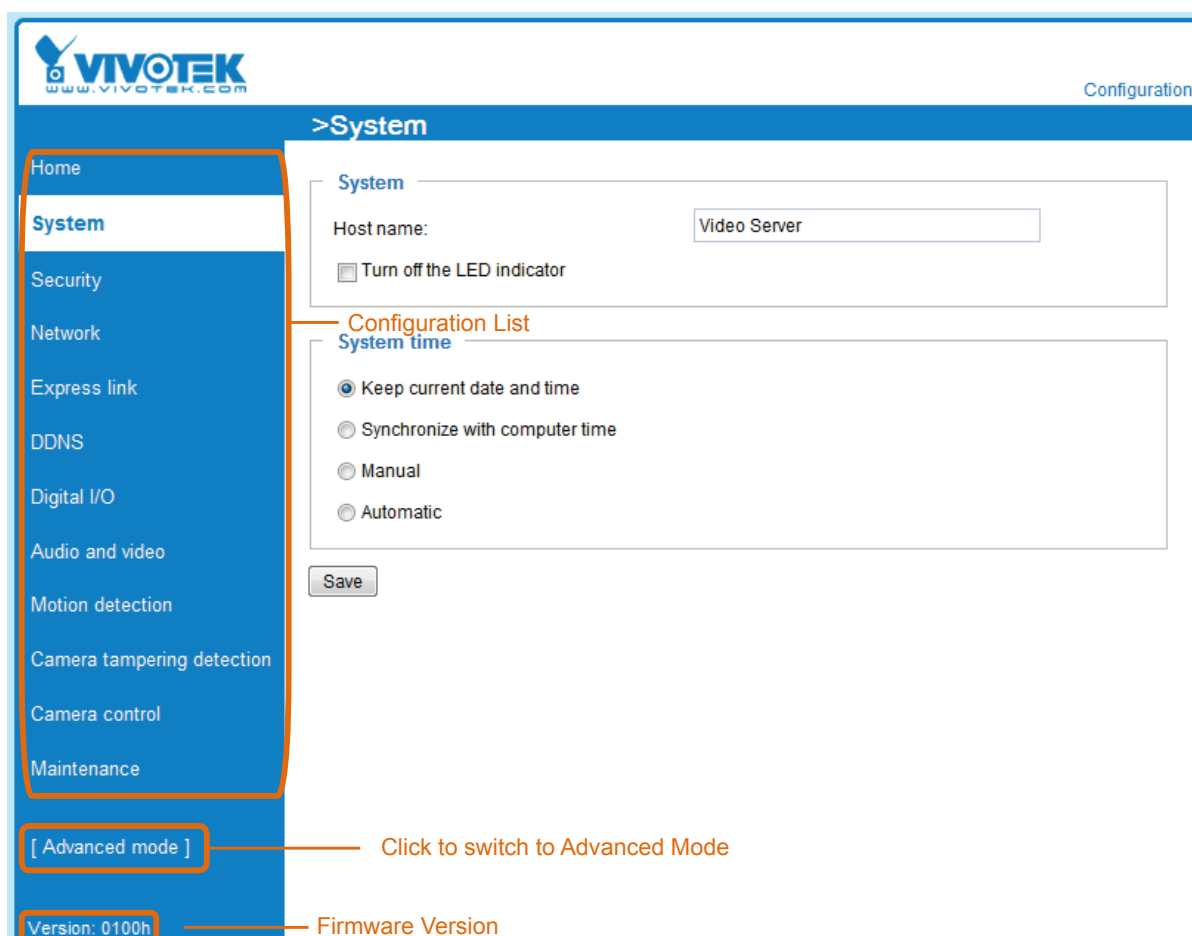 VIVOTEK
www.vivotek.com
Configuration
>System
Home
System
Security
Network
Express link
DDNS
Digital I/O
Audio and video
Motion detection
Camera tampering detection
Camera control
Maintenance
[ Advanced mode ]
Version: 0100h
System
Host name: Video Server
Turn off the LED indicator
Configuration List
System time
Keep current date and time
Synchronize with computer time
Manual
Automatic
Save
Click to switch to Advanced Mode
Firmware Version